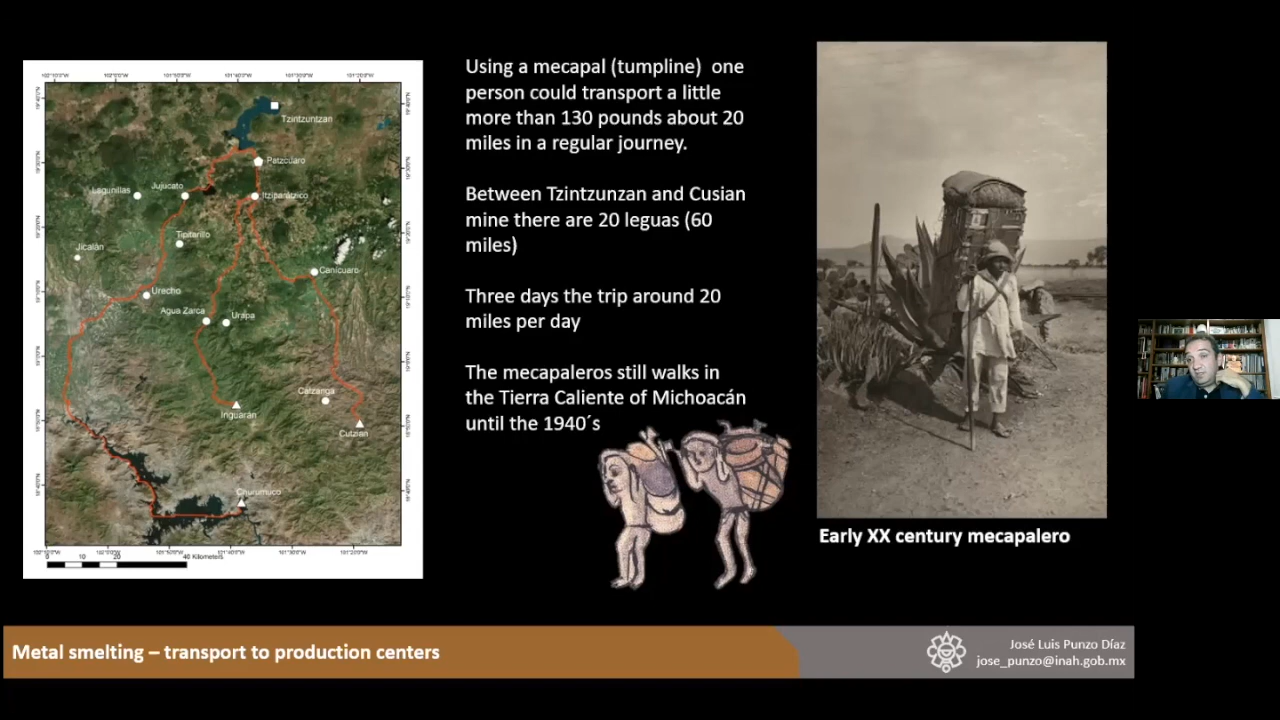 Using a mecapal (tumpline) one
person could transport a little
more than 130 pounds about 20
miles in a regular journey.
Between Tzintzunzan and Cusian
mine there are 20 leguas (60
miles)
Three days the trip around 20
miles per day
The mecapaleros still walks in
the Tierra Caliente of Michoacán
until the 1940´s
Tzintzuntzan
Patzcuaro
Lagunillas
Jujucato
Itziparátzico
Tipitarillo
Jicalán
Canícuaro
Urecho
Agua Zarca
Urapa
Inguarán
Cutzian
Churumuco
40 Kilometers
0
10
20
Early XX century mecapalero
Metal smelting – transport to production centers
José Luis Punzo Díaz
jose_punzo@inah.gob.mx